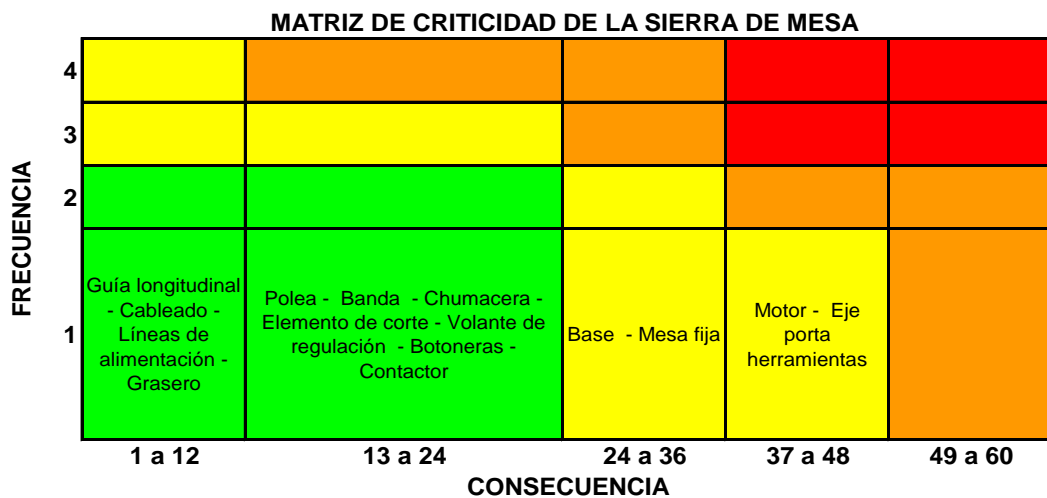 MATRIZ DE CRITICIDAD DE LA SIERRA DE MESA
4
3
2
1
FRECUENCIA
Guía longitudinal
- Cableado -
Líneas de
alimentación -
Grasero
Polea - Banda - Chumacera -
Elemento de corte - Volante de
regulación - Botoneras -
Contactor
Base - Mesa fija
Motor - Eje
porta
herramientas
1 a 12
13 a 24
24 a 36
37 a 48
49 a 60
CONSECUENCIA